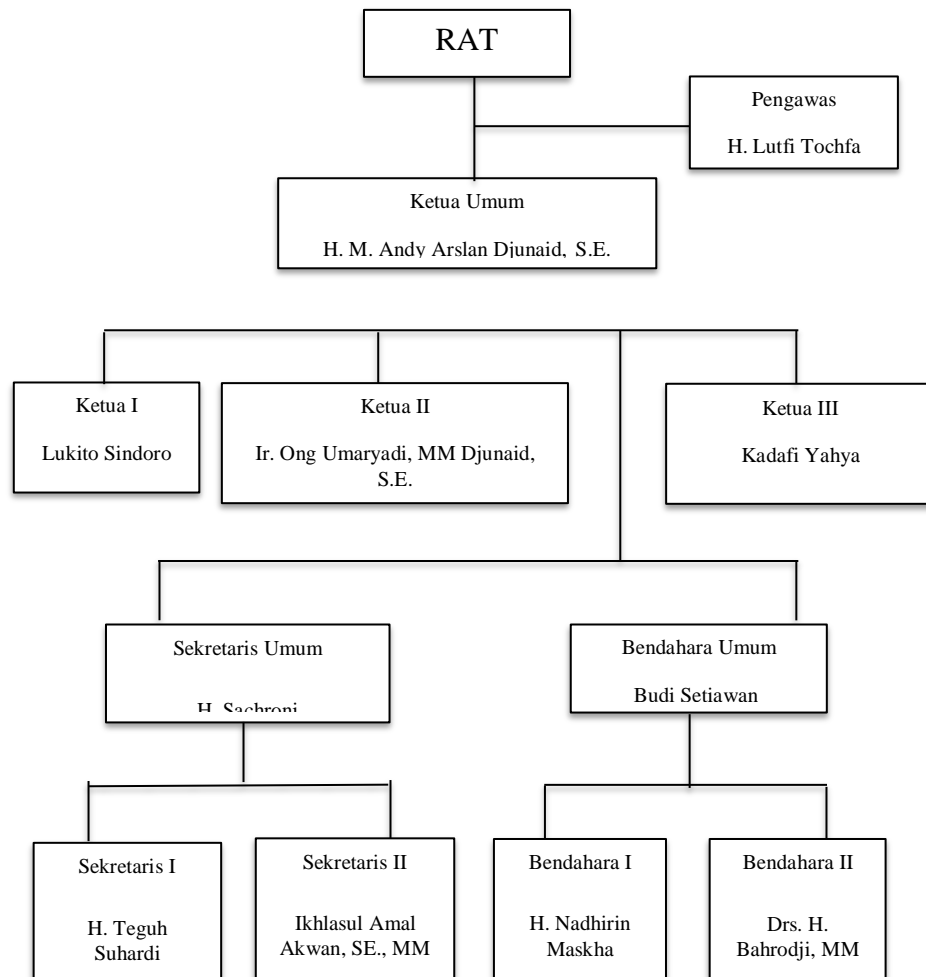 RAT
Pengawas
H. Lutfi Tochfa
Ketua Umum
H. M. Andy Arslan Djunaid, S.E.
Ketua I
Lukito Sindoro
Ketua II
Ir. Ong Umaryadi, MM Djunaid,
S.E.
Ketua III
Kadafi Yahya
Sekretaris Umum
H. Sachroni
Bendahara Umum
Budi Setiawan
Sekretaris I
H. Teguh
Suhardi
Sekretaris II
Ikhlasul Amal
Akwan, SE., MM
Bendahara I
H. Nadhirin
Maskha
Bendahara II
Drs. H.
Bahrodji, MM